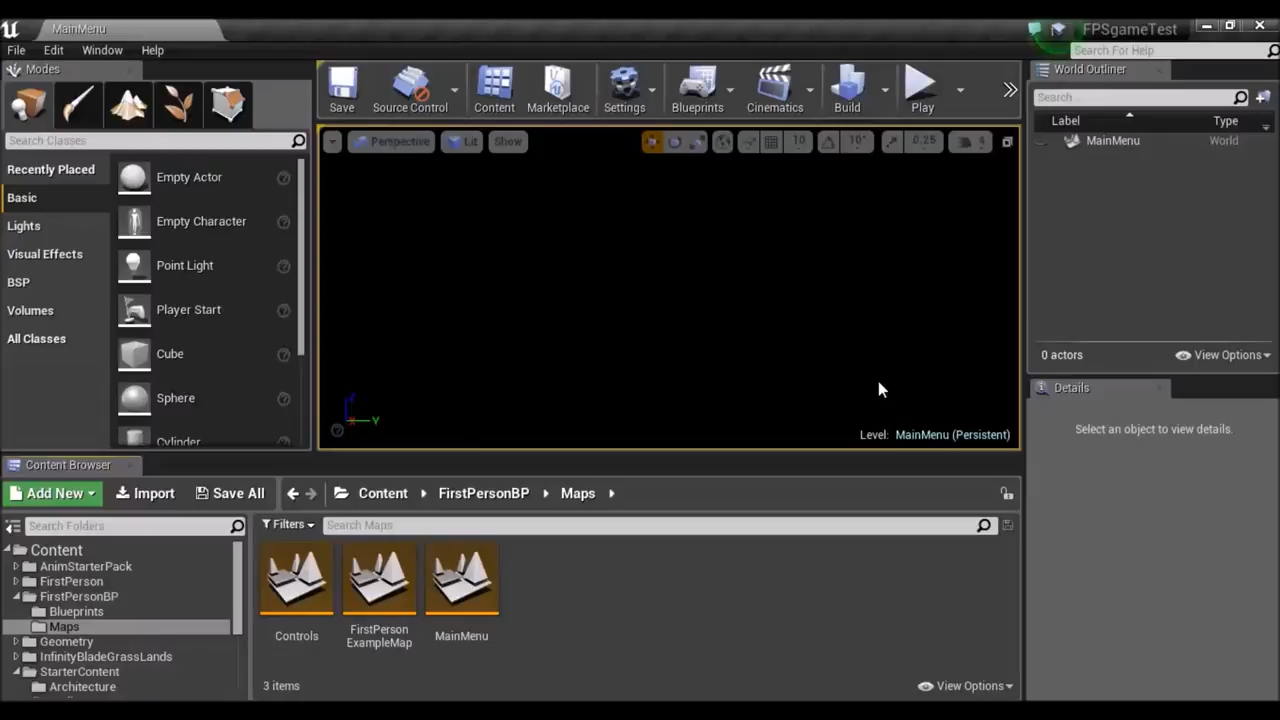 MainMenu
FPSgameTest
File Edit Window Help
Search For Help
Modes
Search Classes
Recently Placed
Basic
Lights
Visual Effects
BSP
Volumes
All Classes
Empty Actor
Empty Character
Point Light
Player Start
Cube
Sphere
Cylinder
Save Source Control Content Marketplace Settings Blueprints Cinematics Build Play
Perspective Lit Show 10 10° 0.25 4
Z
X Y
Level: MainMenu (Persistent)
World Outliner
Search...
Label Type
MainMenu World
0 actors View Options
Details
Select an object to view details.
Content Browser
Add New Import Save All Content FirstPersonBP Maps
Search Folders
Filters Search Maps
Content
AnimStarterPack
FirstPerson
FirstPersonBP
Blueprints
Maps
Geometry
InfinityBladeGrassLands
StarterContent
Architecture
Controls
FirstPerson
ExampleMap
MainMenu
3 items View Options